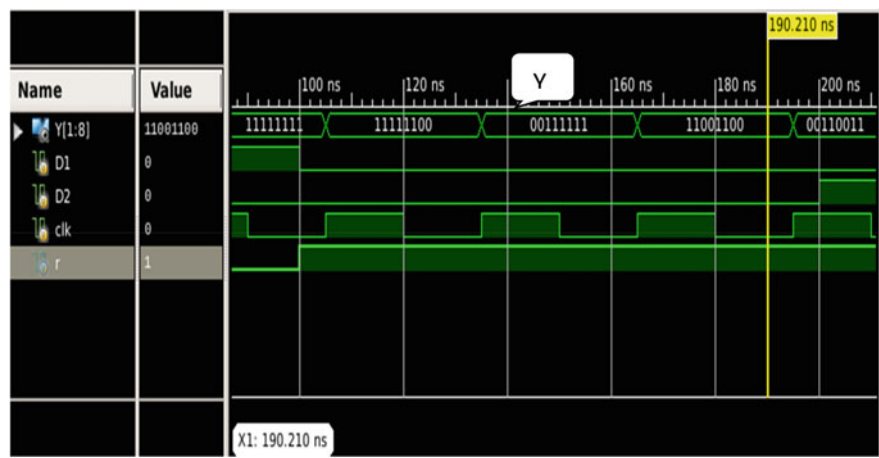 190.210 ns
Name Value
100 ns 120 ns Y 160 ns 180 ns 200 ns
Y[1:8] 11001100 11111111 11111100 00111111 11001100 00110011
D1 0
D2 0
clk 0
r 1
X1: 190.210 ns